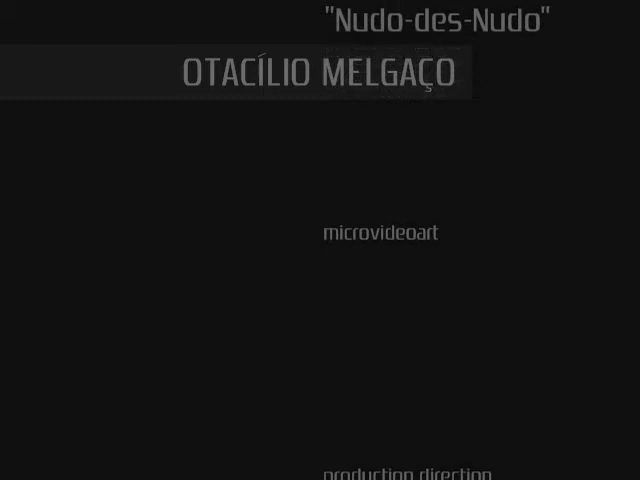 "Nudo-des-Nudo"
OTACÍLIO MELGAÇO
microvideoart
production direction